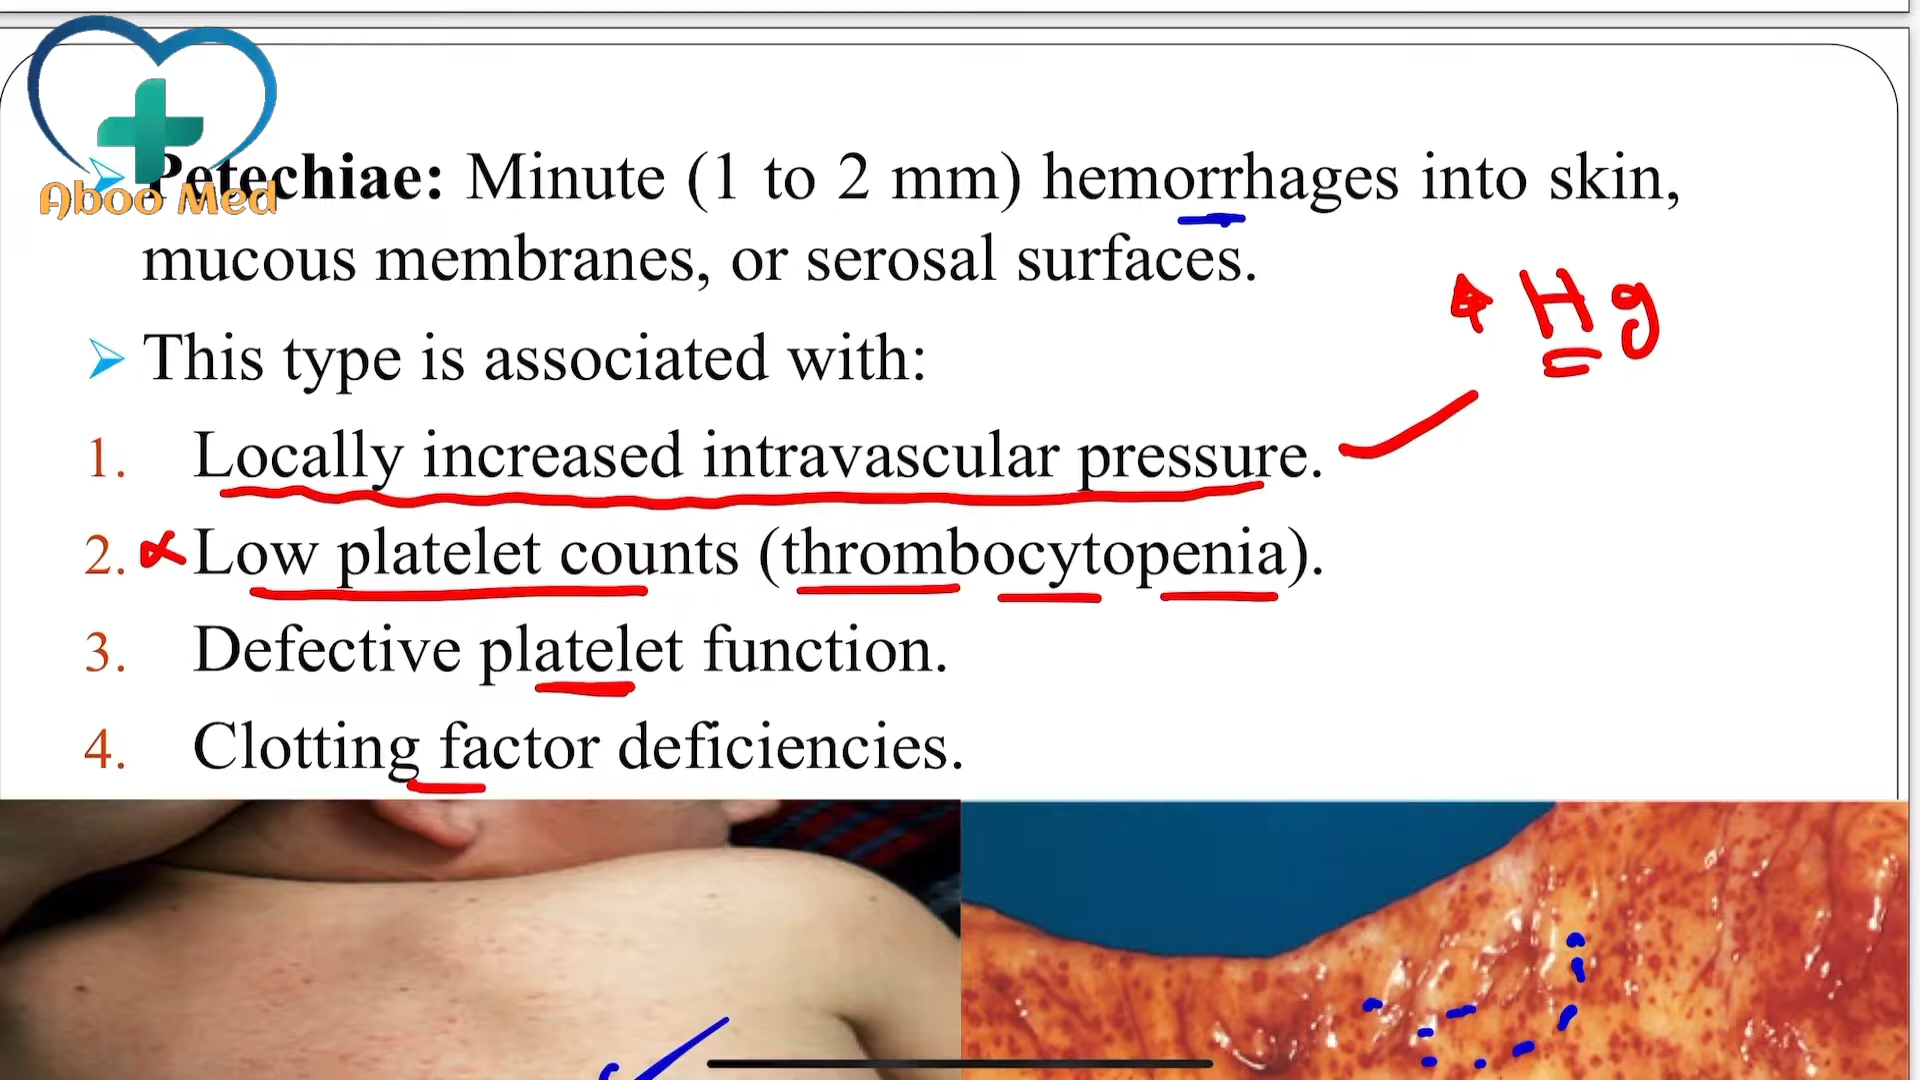 Aboo Med
Petechiae: Minute (1 to 2 mm) hemorrhages into skin,
mucous membranes, or serosal surfaces.
Hg
This type is associated with:
1. Locally increased intravascular pressure.
2. Low platelet counts (thrombocytopenia).
3. Defective platelet function.
4. Clotting factor deficiencies.